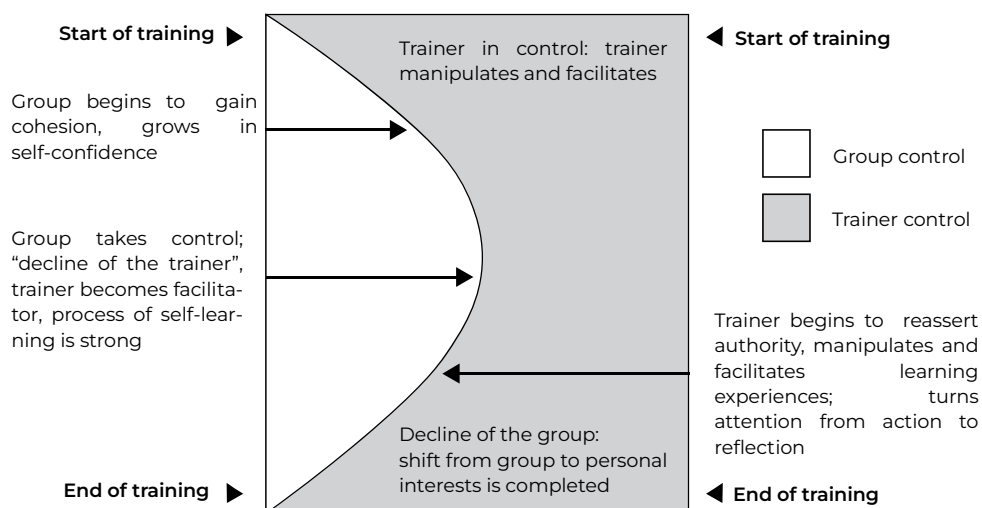 Start of training
Group begins to gain
cohesion, grows in
self-confidence
Group takes control;
“decline of the trainer”,
trainer becomes facilita-
tor, process of self-lear-
ning is strong
End of training
Trainer in control: trainer
manipulates and facilitates
Decline of the group:
shift from group to personal
interests is completed
Start of training
Group control
Trainer control
Trainer begins to reassert
authority, manipulates and
facilitates learning
experiences; turns
attention from action to
reflection
End of training